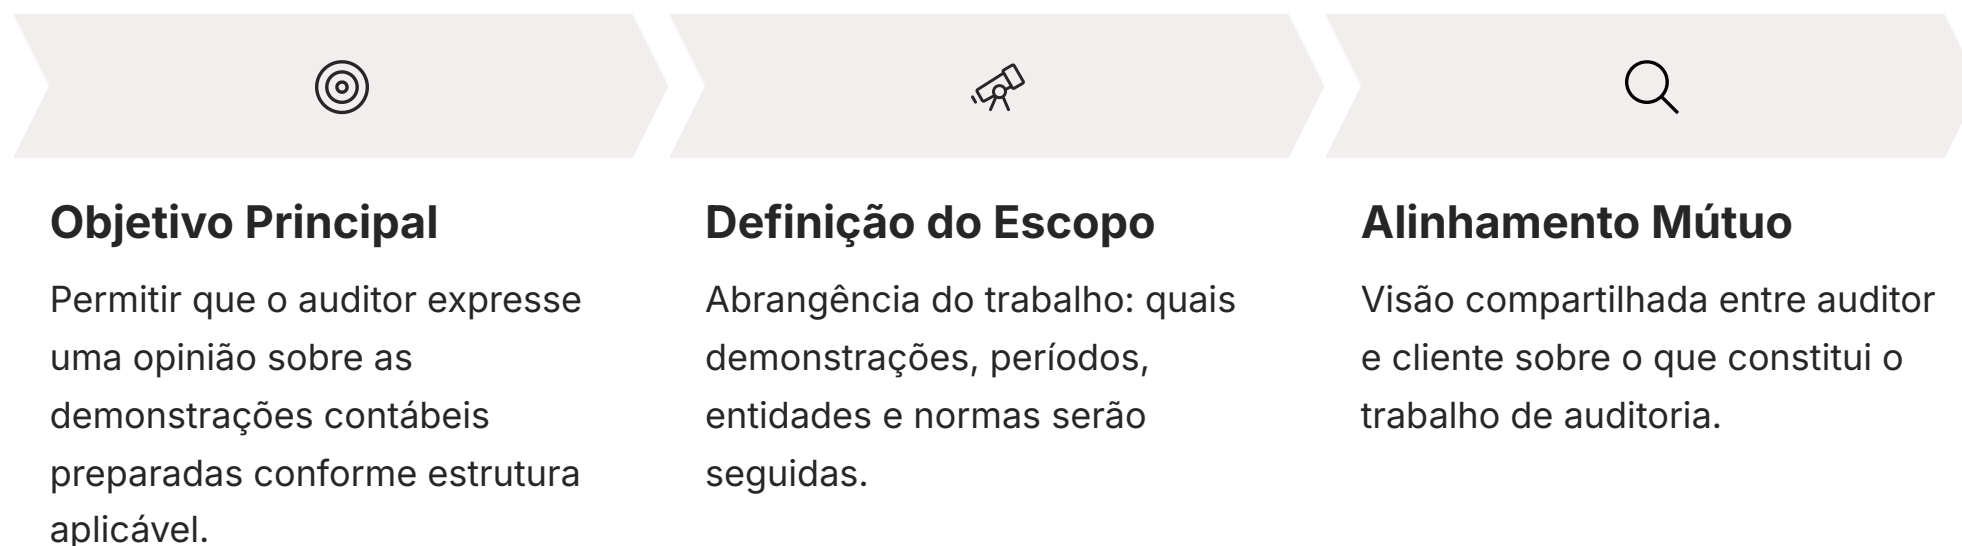 Objetivo Principal
Permitir que o auditor expresse
uma opinião sobre as
demonstrações contábeis
preparadas conforme estrutura
aplicável.
Definição do Escopo
Abrangência do trabalho: quais
demonstrações, períodos,
entidades e normas serão
seguidas.
Alinhamento Mútuo
Visão compartilhada entre auditor
e cliente sobre o que constitui o
trabalho de auditoria.